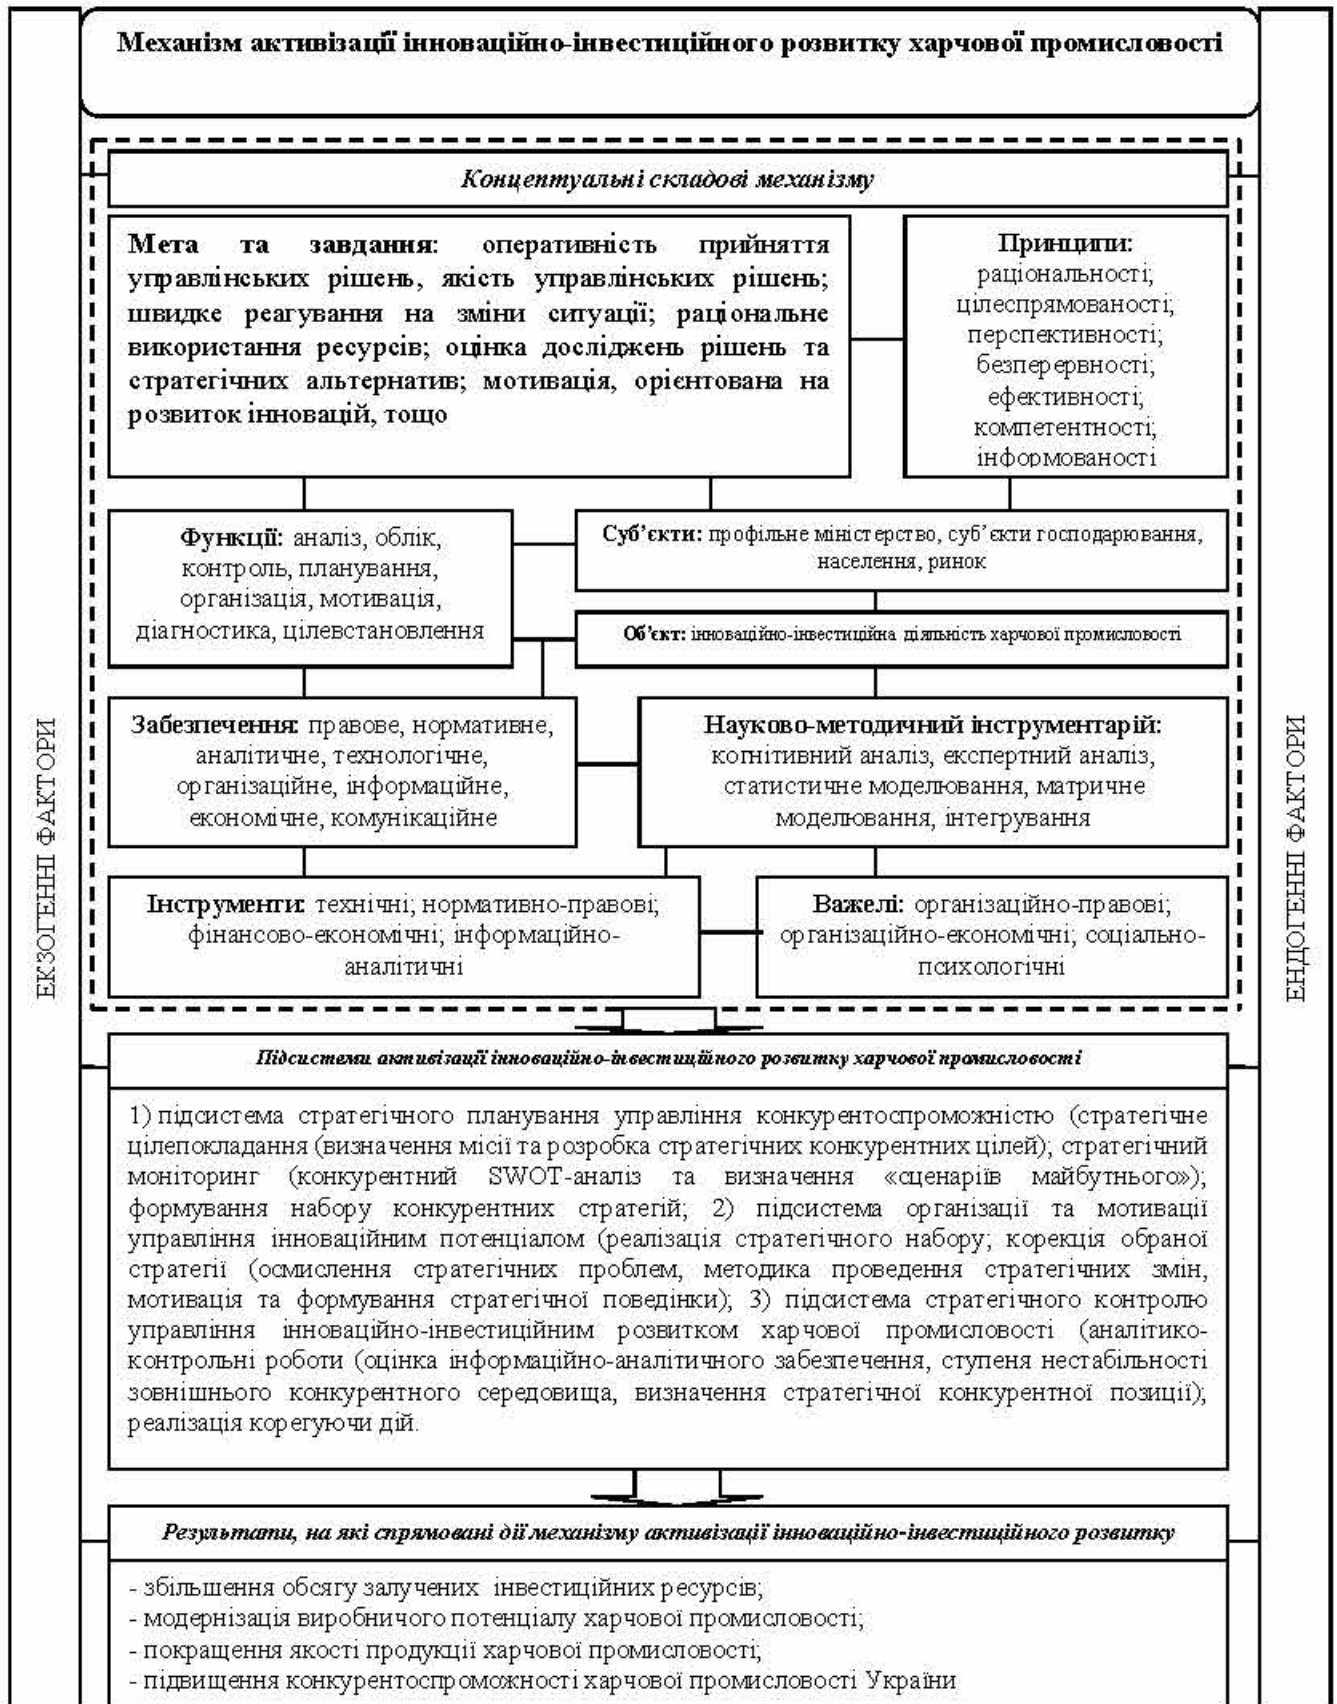 Механізм активізації інноваційно-інвестиційного розвитку харчової промисловості
Концептуальні складові механізму
Мета та завдання: оперативність прийняття
управлінських рішень, якість управлінських рішень;
швидке реагування на зміни ситуації; раціональне
використання ресурсів; оцінка досліджень рішень та
стратегічних альтернатив; мотивація, орієнтована на
розвиток інновацій, тощо
Принципи:
раціональності;
цілеспрямованості;
перспективності;
безперервності;
ефективності;
компетентності;
інформованості
Функції: аналіз, облік,
контроль, планування,
організація, мотивація,
діагностика, цілевстановлення
Суб'єкти: профільне міністерство, суб'єкти господарювання,
населення, ринок
Об'єкт: інноваційно-інвестиційна діяльність харчової промисловості
Забезпечення: правове, нормативне,
аналітичне, технологічне,
організаційне, інформаційне,
економічне, комунікаційне
Науково-методичний інструментарій:
когнітивний аналіз, експертний аналіз,
статистичне моделювання, матричне
моделювання, інтегрування
Інструменти: технічні; нормативно-правові;
фінансово-економічні; інформаційно-
аналітичні
Важелі: організаційно-правові;
організаційно-економічні; соціально-
психологічні
ЕКЗОГЕННІ ФАКТОРИ
ЕНДОГЕННІ ФАКТОРИ
Підсистеми активізації інноваційно-інвестиційного розвитку харчової промисловості
1) підсистема стратегічного планування управління конкурентоспроможністю (стратегічне
цілепокладання (визначення місії та розробка стратегічних конкурентних цілей); стратегічний
моніторинг (конкурентний SWOT-аналіз та визначення «сценаріїв майбутнього»);
формування набору конкурентних стратегій; 2) підсистема організації та мотивації
управління інноваційним потенціалом (реалізація стратегічного набору; корекція обраної
стратегії (осмислення стратегічних проблем, методика проведення стратегічних змін,
мотивація та формування стратегічної поведінки); 3) підсистема стратегічного контролю
управління інноваційно-інвестиційним розвитком харчової промисловості (аналітико-
контрольні роботи (оцінка інформаційно-аналітичного забезпечення, ступеня нестабільності
зовнішнього конкурентного середовища, визначення стратегічної конкурентної позиції);
реалізація корегуючи дій.
Результати, на які спрямовані дії механізму активізації інноваційно-інвестиційного розвитку
- збільшення обсягу залучених інвестиційних ресурсів;
- модернізація виробничого потенціалу харчової промисловості;
- покращення якості продукції харчової промисловості;
- підвищення конкурентоспроможності харчової промисловості України